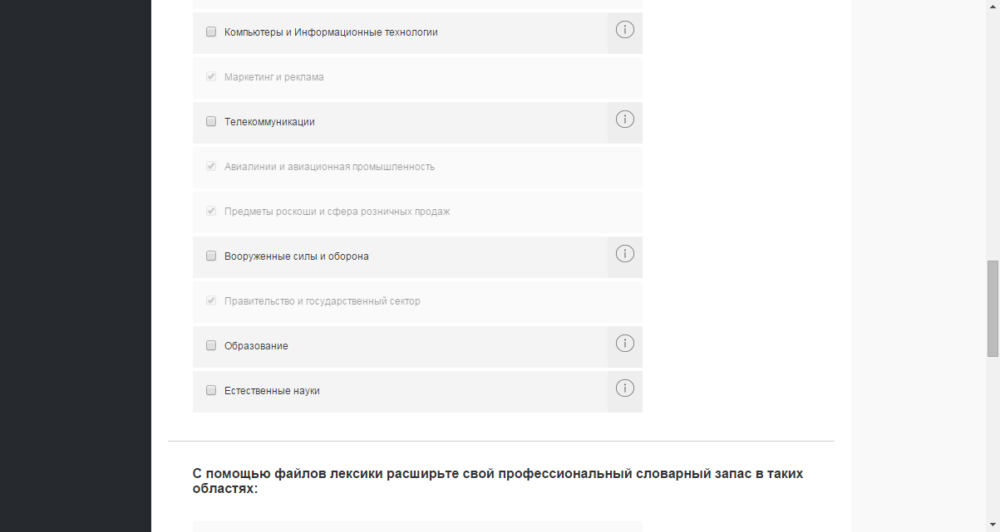 Компьютеры и Информационные технологии
Маркетинг и реклама
Телекоммуникации
Авиалинии и авиационная промышленность
Предметы роскоши и сфера розничных продаж
Вооруженные силы и оборона
Правительство и государственный сектор
Образование
Естественные науки
С помощью файлов лексики расширьте свой профессиональный словарный запас в таких
областях: